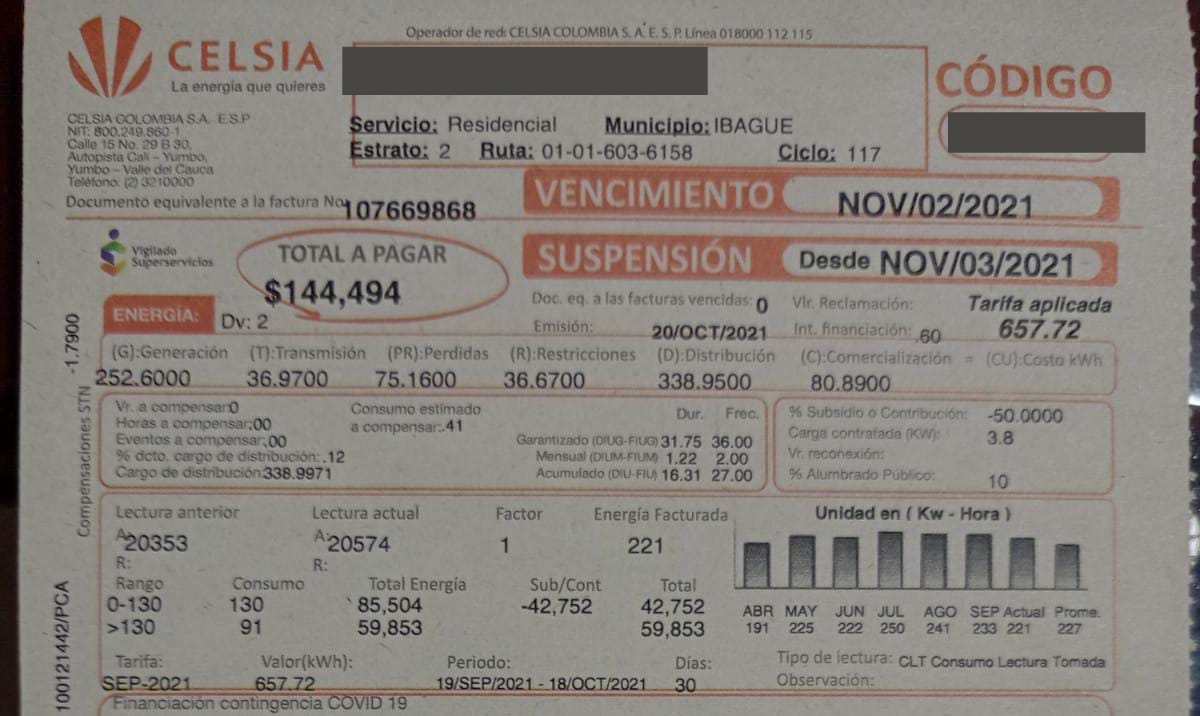 Operador de red: CELSIA COLOMBIA S. A. E. S. P. Línea 018000 112 115
CELSIA
La energía que quieres
CÓDIGO
CELSIA COLOMBIA S.A. E.S.P
NIT: 800.249.860-1
Calle 15 No. 29 B 30,
Autopista Cali – Yumbo,
Yumbo – Valle del Cauca
Teléfono: (2) 3210000
Servicio: Residencial Municipio: IBAGUE
Estrato: 2 Ruta: 01-01-603-6158 Ciclo: 117
Documento equivalente a la factura No. 107669868
VENCIMIENTO NOV/02/2021
Vigilado
Superservicios
TOTAL A PAGAR
$144,494
SUSPENSIÓN Desde NOV/03/2021
Doc. eq. a las facturas vencidas: 0 Vlr. Reclamación: Tarifa aplicada
ENERGÍA: Dv: 2 Emisión: 20/OCT/2021 Int. financiación: .60 657.72
(G):Generación (T):Transmisión (PR):Perdidas (R):Restricciones (D):Distribución (C):Comercialización = (CU):Costo kWh
252.6000 36.9700 75.1600 36.6700 338.9500 80.8900
Compensaciones STN -1.7900
Vr. a compensar:0
Horas a compensar:00
Eventos a compensar:.00
% dcto. cargo de distribución:.12
Cargo de distribución:338.9971
Consumo estimado
a compensar:.41
Dur. Frec.
Garantizado (DIUG-FIUG) 31.75 36.00
Mensual (DIUM-FIUM) 1.22 2.00
Acumulado (DIU-FIU) 16.31 27.00
% Subsidio o Contribución: -50.0000
Carga contratada (KW): 3.8
Vr. reconexión:
% Alumbrado Público: 10
Lectura anterior Lectura actual Factor Energía Facturada
A:20353 A:20574 1 221
R: R:
Rango Consumo Total Energía Sub/Cont Total
0-130 130 85,504 -42,752 42,752
>130 91 59,853 59,853
Unidad en ( Kw - Hora )
ABR MAY JUN JUL AGO SEP Actual Prome.
191 225 222 250 241 233 221 227
Tarifa: Valor(kWh): Periodo: Días:
SEP-2021 657.72 19/SEP/2021 - 18/OCT/2021 30
Tipo de lectura: CLT Consumo Lectura Tomada
Observación:
Financiación contingencia COVID 19
100121442/PCA